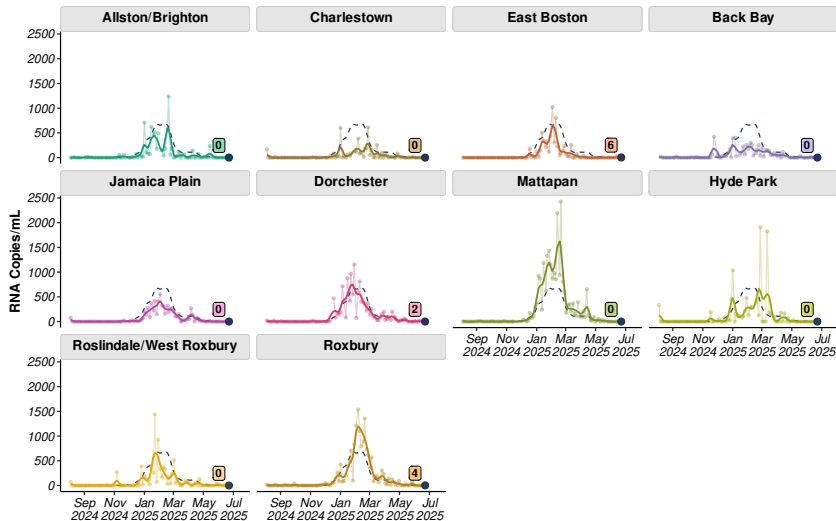 Allston/Brighton Charlestown East Boston Back Bay
2500
2000
1500
1000
500
0
0 0 6 0
Jamaica Plain Dorchester Mattapan Hyde Park
RNA Copies/mL
2500
2000
1500
1000
500
0
0 2 0 0
Sep Nov Jan Mar May Jul Sep Nov Jan Mar May Jul
2024 2024 2025 2025 2025 2025 2024 2024 2025 2025 2025 2025
Roslindale/West Roxbury Roxbury
2500
2000
1500
1000
500
0
0 4
Sep Nov Jan Mar May Jul Sep Nov Jan Mar May Jul
2024 2024 2025 2025 2025 2025 2024 2024 2025 2025 2025 2025